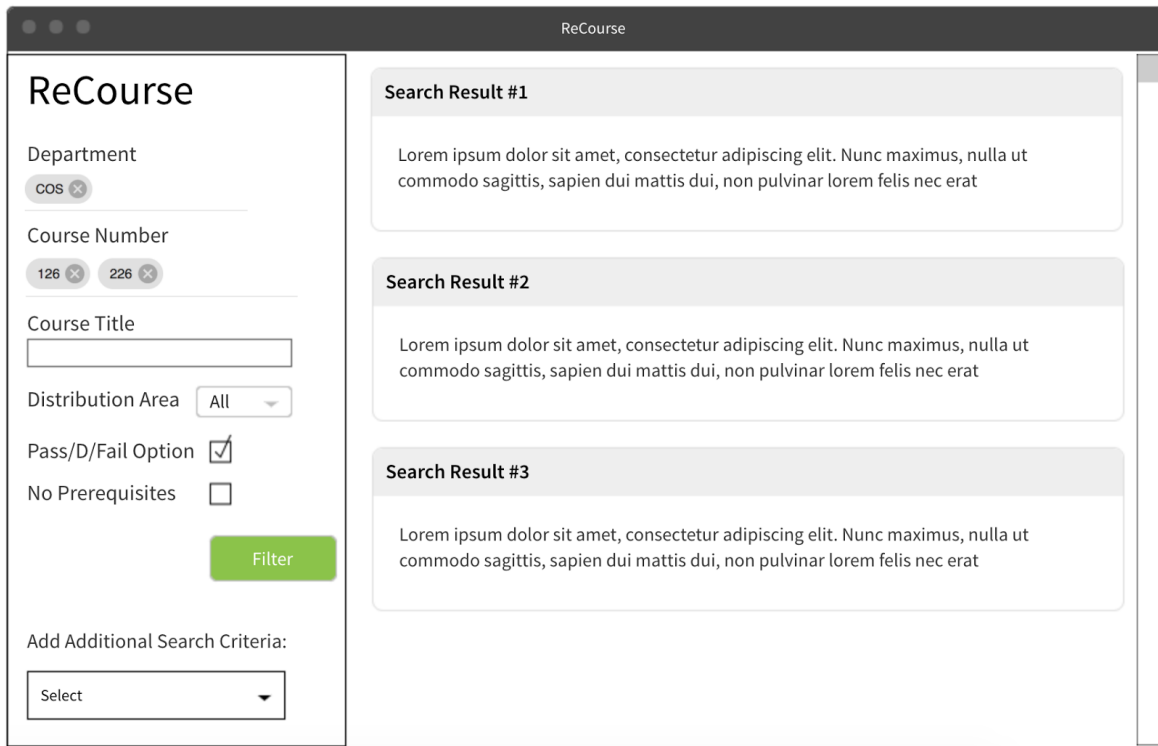 ReCourse
ReCourse
Department
COS
Course Number
126 226
Course Title
Distribution Area All
Pass/D/Fail Option
No Prerequisites
Filter
Add Additional Search Criteria:
Select
Search Result #1
Lorem ipsum dolor sit amet, consectetur adipiscing elit. Nunc maximus, nulla ut
commodo sagittis, sapien dui mattis dui, non pulvinar lorem felis nec erat
Search Result #2
Lorem ipsum dolor sit amet, consectetur adipiscing elit. Nunc maximus, nulla ut
commodo sagittis, sapien dui mattis dui, non pulvinar lorem felis nec erat
Search Result #3
Lorem ipsum dolor sit amet, consectetur adipiscing elit. Nunc maximus, nulla ut
commodo sagittis, sapien dui mattis dui, non pulvinar lorem felis nec erat